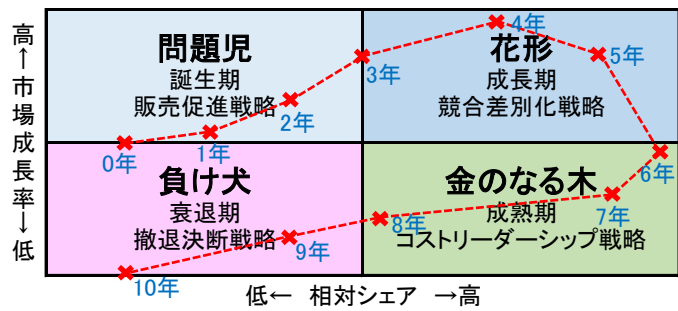 高←市場成長率→低
問題児
誕生期
販売促進戦略
花形
成長期
競合差別化戦略
0年
1年
2年
3年
4年
5年
6年
負け犬
衰退期
撤退決断戦略
金のなる木
成熟期
コストリーダーシップ戦略
7年
8年
9年
10年
低← 相対シェア →高